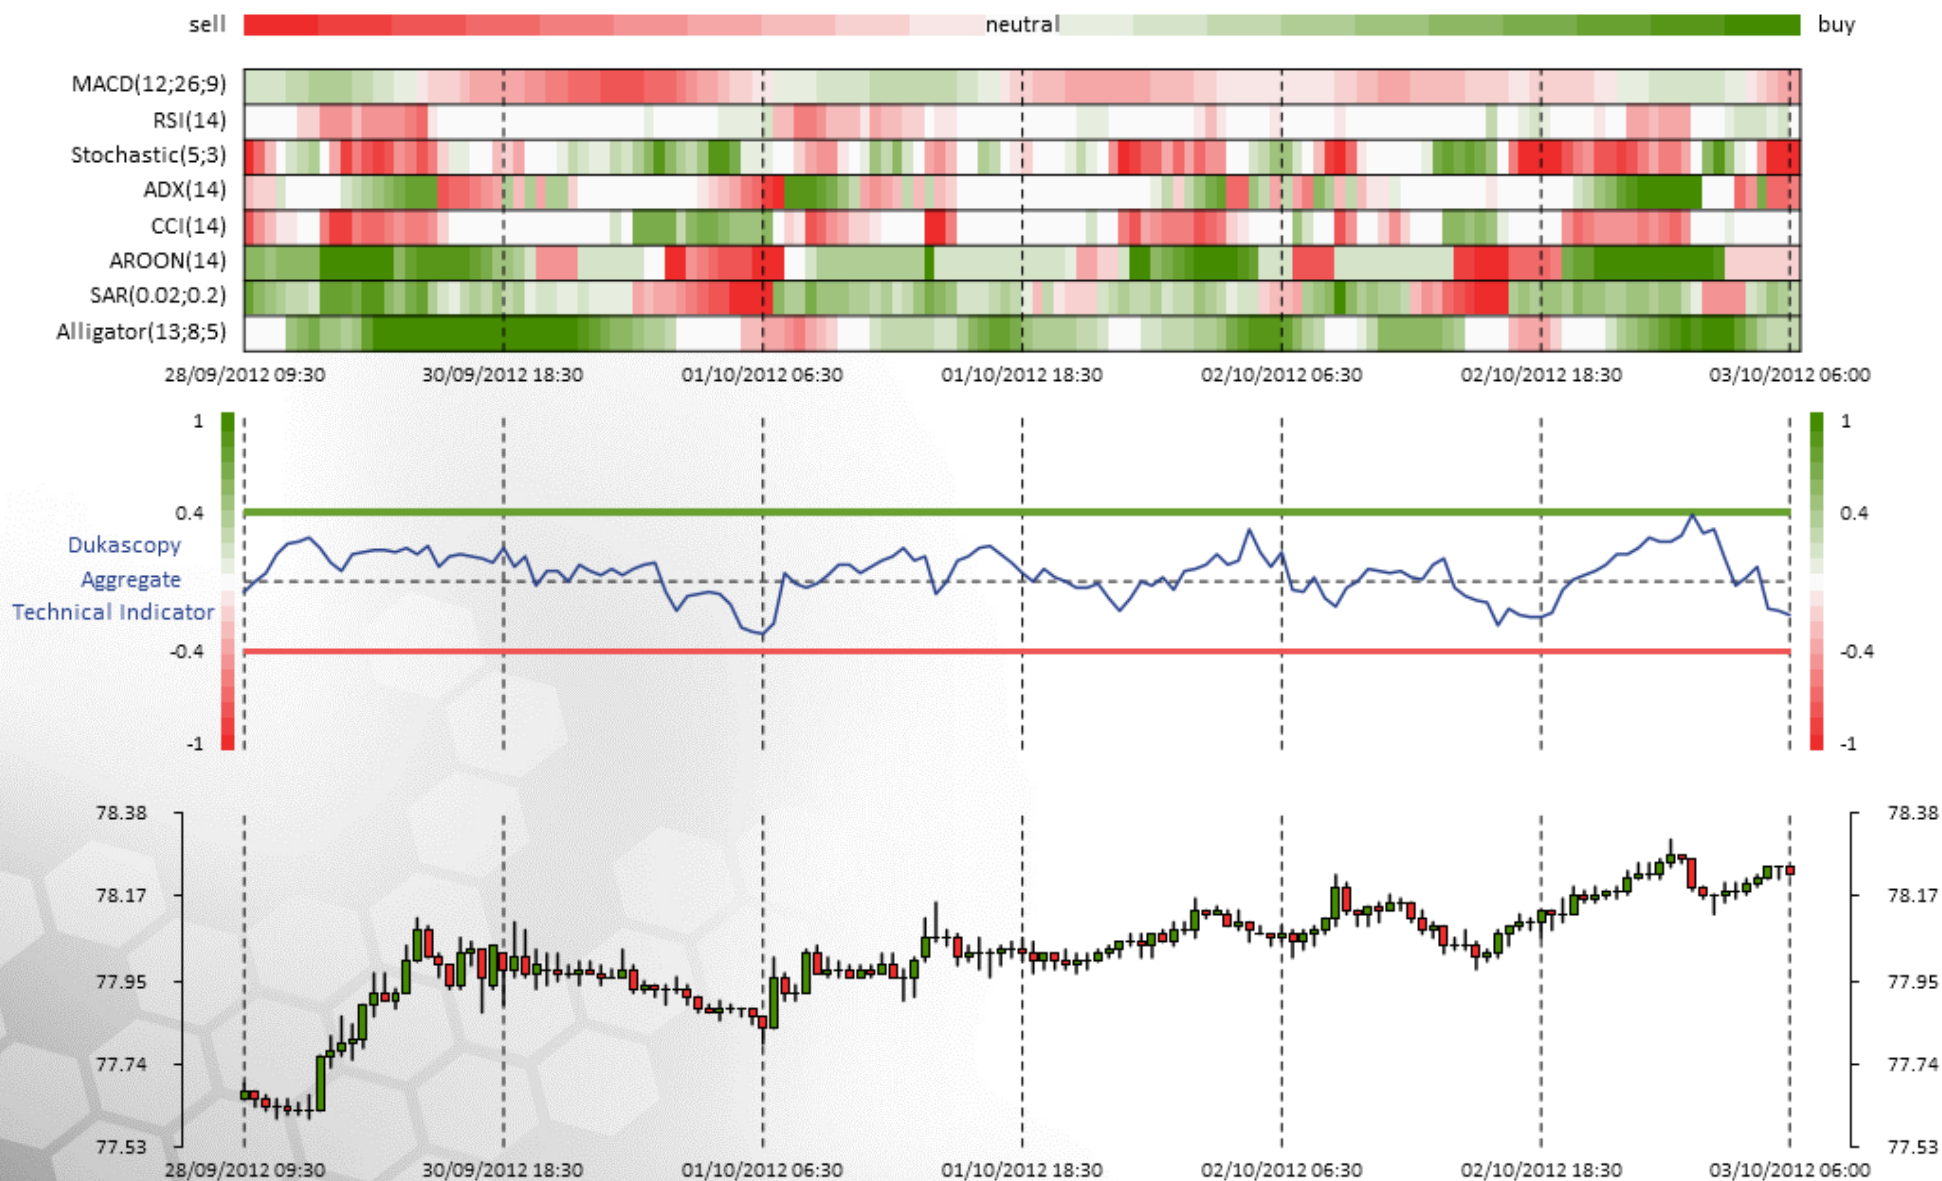 sell neutral buy
MACD(12;26;9)
RSI(14)
Stochastic(5;3)
ADX(14)
CCI(14)
AROON(14)
SAR(0.02;0.2)
Alligator(13;8;5)
28/09/2012 09:30 30/09/2012 18:30 01/10/2012 06:30 01/10/2012 18:30 02/10/2012 06:30 02/10/2012 18:30 03/10/2012 06:00
1 1
0.4 0.4
Dukascopy
Aggregate
Technical Indicator
-0.4 -0.4
-1 -1
78.38 78.38
78.17 78.17
77.95 77.95
77.74 77.74
77.53 77.53
28/09/2012 09:30 30/09/2012 18:30 01/10/2012 06:30 01/10/2012 18:30 02/10/2012 06:30 02/10/2012 18:30 03/10/2012 06:00